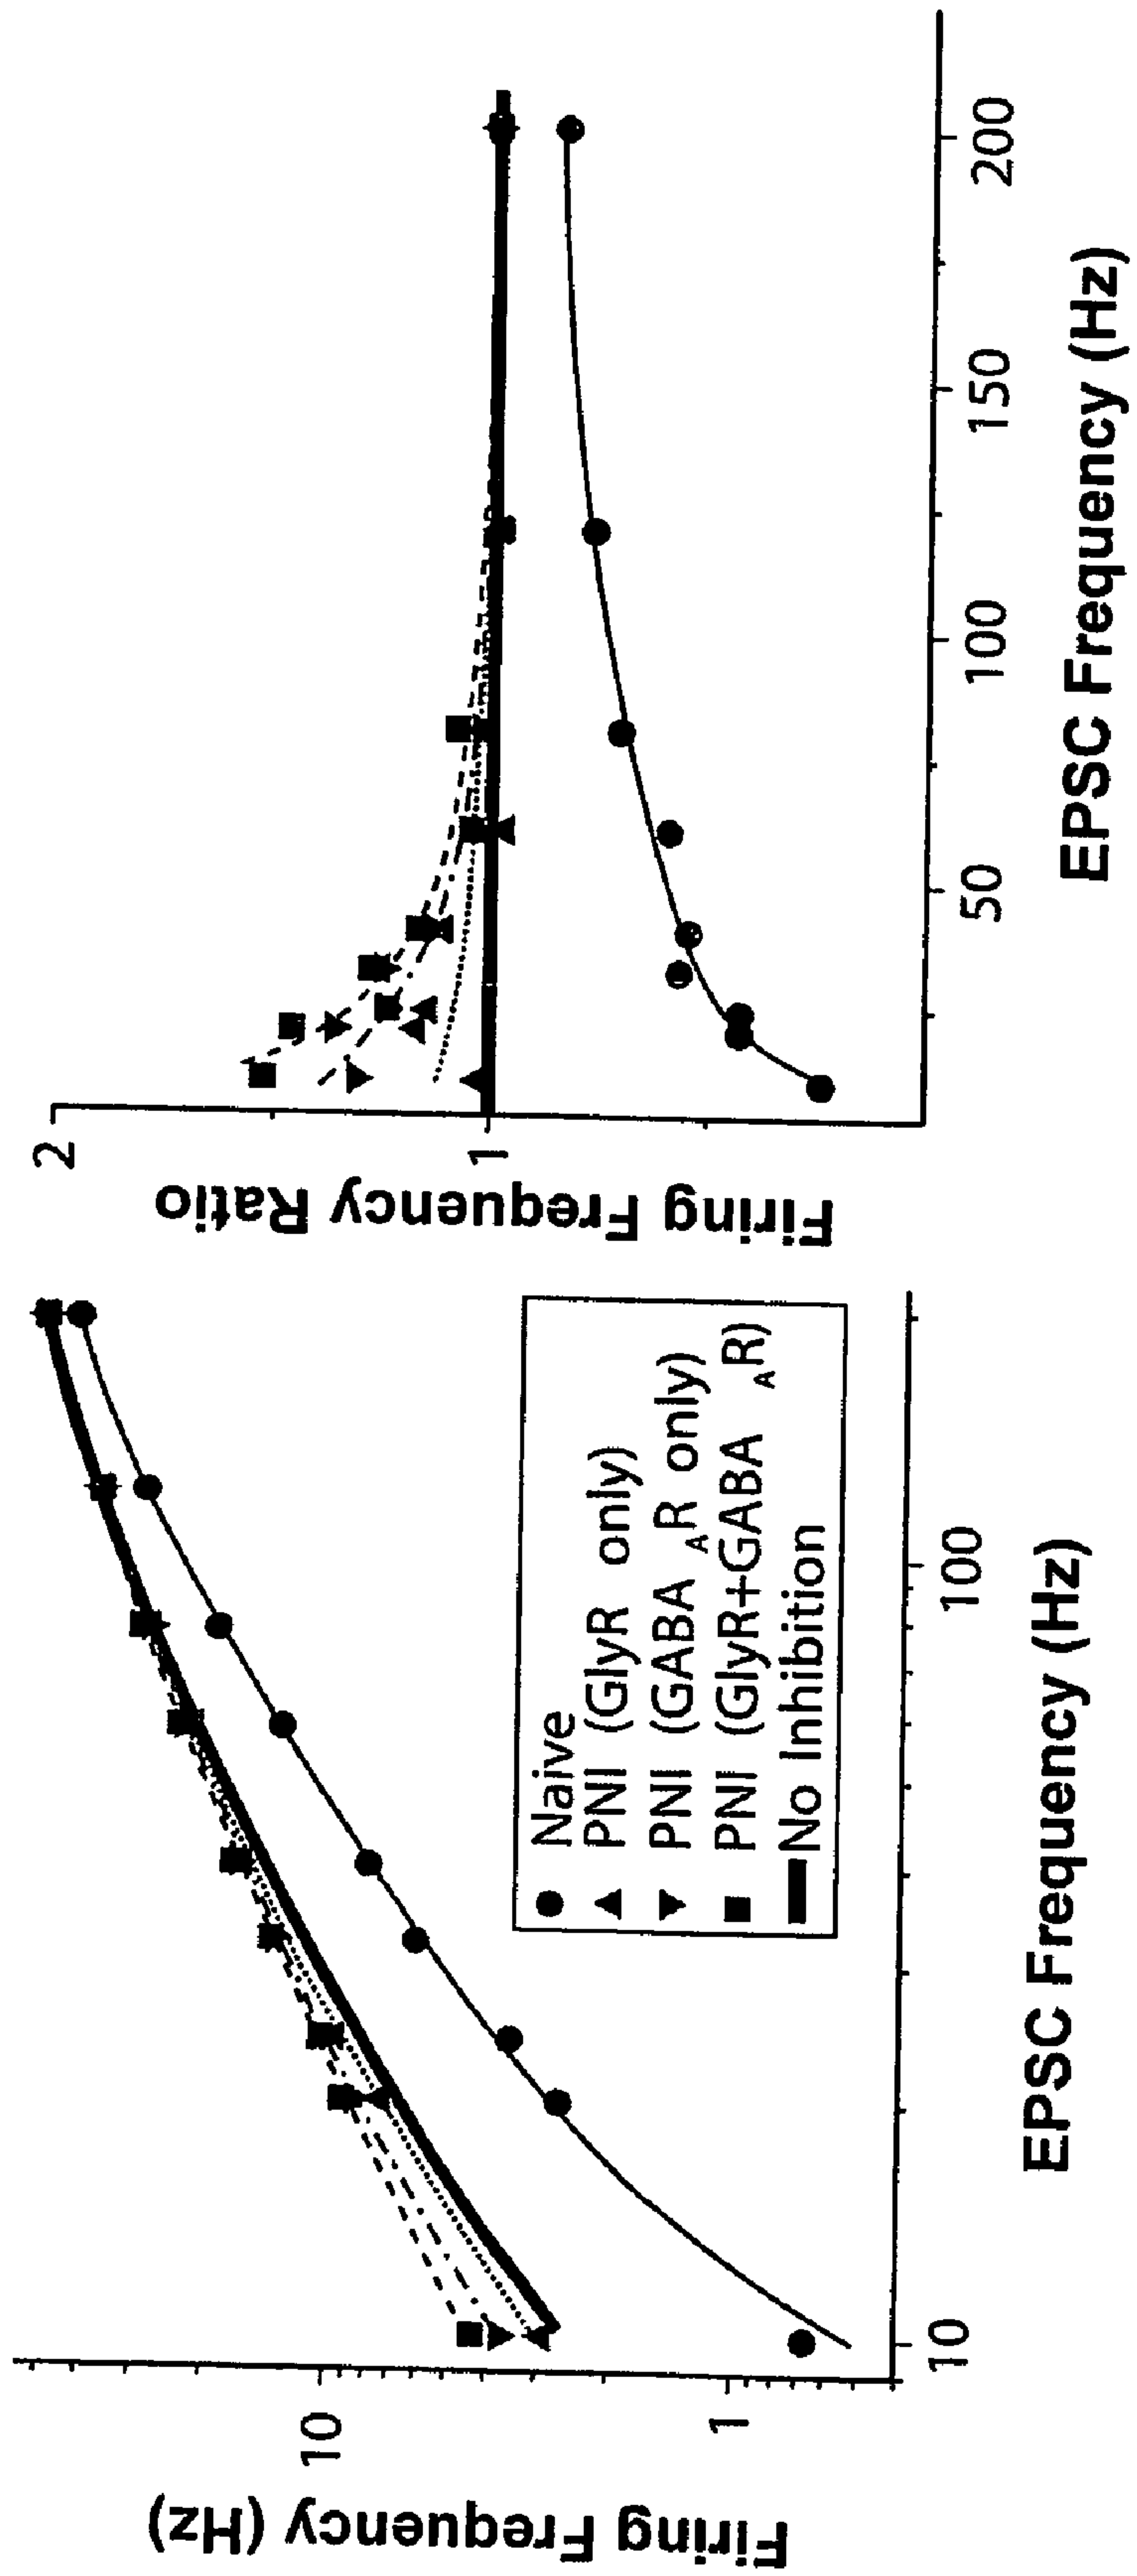 Firing Frequency (Hz)
10
1
10
100
EPSC Frequency (Hz)
Naive
PNI (GlyR only)
PNI (GABA AR only)
PNI (GlyR+GABA AR)
No Inhibition
Firing Frequency Ratio
2
1
50
100
150
200
EPSC Frequency (Hz)